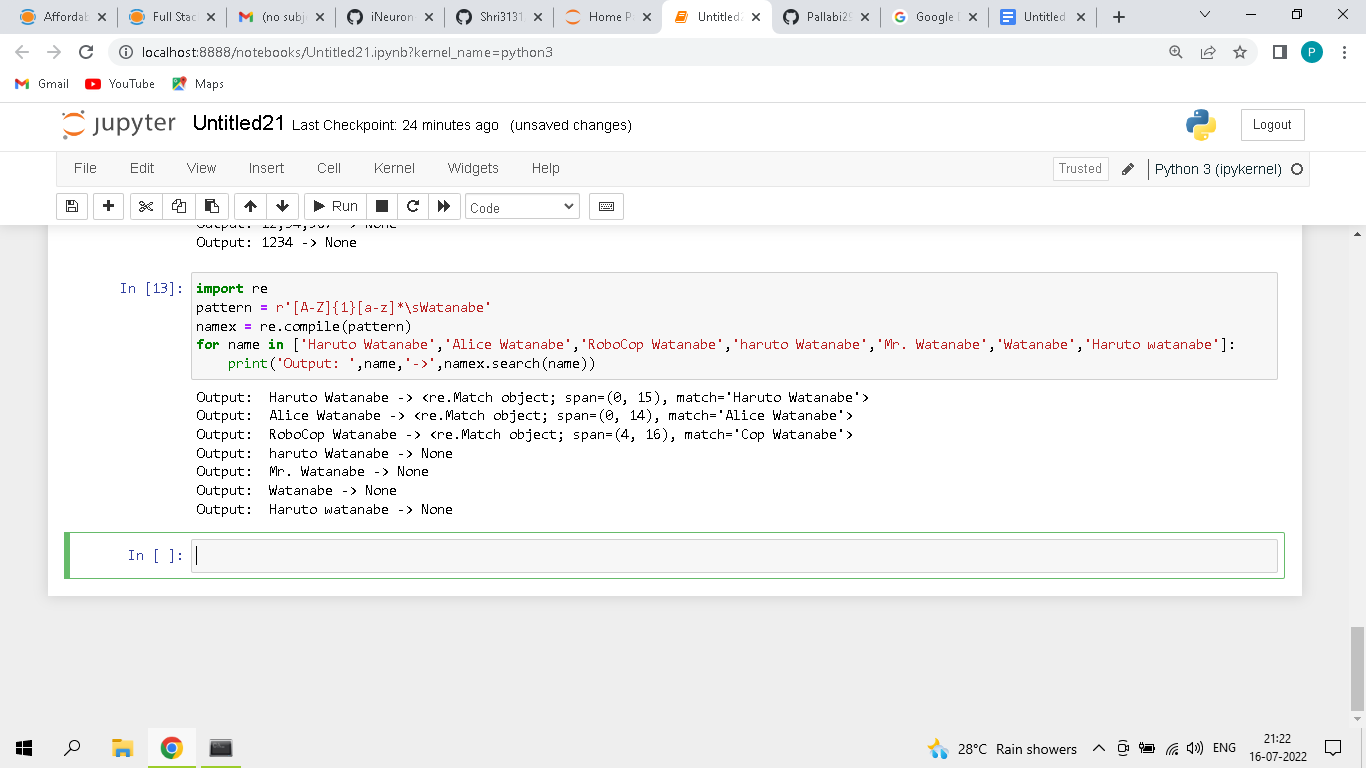 Affordab
Full Stac
(no subj
iNeuron
Shri3131
Home P
Untitled2
Pallabi29
Google
Untitled
localhost:8888/notebooks/Untitled21.ipynb?kernel_name=python3
P
Gmail YouTube Maps
jupyter Untitled21 Last Checkpoint: 24 minutes ago (unsaved changes)
Logout
File Edit View Insert Cell Kernel Widgets Help
Trusted Python 3 (ipykernel)
Run Code
Output: 1234 -> None
In [13]: import re
pattern = r'[A-Z]{1}[a-z]*\sWatanabe'
namex = re.compile(pattern)
for name in ['Haruto Watanabe','Alice Watanabe','RoboCop Watanabe','haruto Watanabe','Mr. Watanabe','Watanabe','Haruto watanabe']:
print('Output: ',name,'->',namex.search(name))
Output:  Haruto Watanabe -> <re.Match object; span=(0, 15), match='Haruto Watanabe'>
Output:  Alice Watanabe -> <re.Match object; span=(0, 14), match='Alice Watanabe'>
Output:  RoboCop Watanabe -> <re.Match object; span=(4, 16), match='Cop Watanabe'>
Output:  haruto Watanabe -> None
Output:  Mr. Watanabe -> None
Output:  Watanabe -> None
Output:  Haruto watanabe -> None
In [ ]:
28°C Rain showers
ENG
21:22
16-07-2022